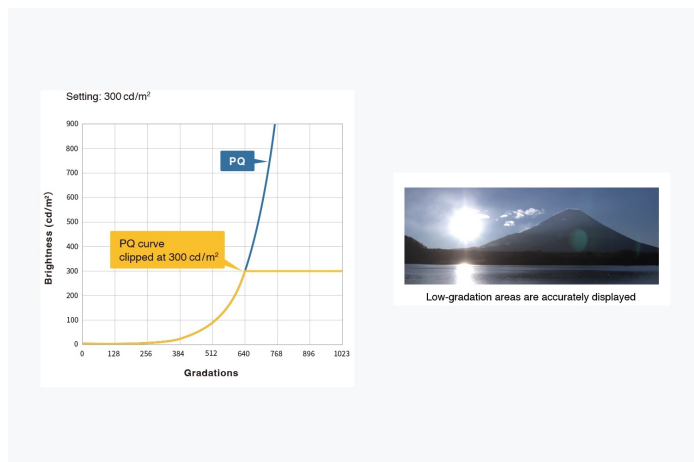 Setting: 300 cd/m²
900
800
700
600
500
400
300
200
100
0
Brightness (cd/m²)
PQ
PQ curve
clipped at 300 cd/m²
0 128 256 384 512 640 768 896 1023
Gradations
Low-gradation areas are accurately displayed